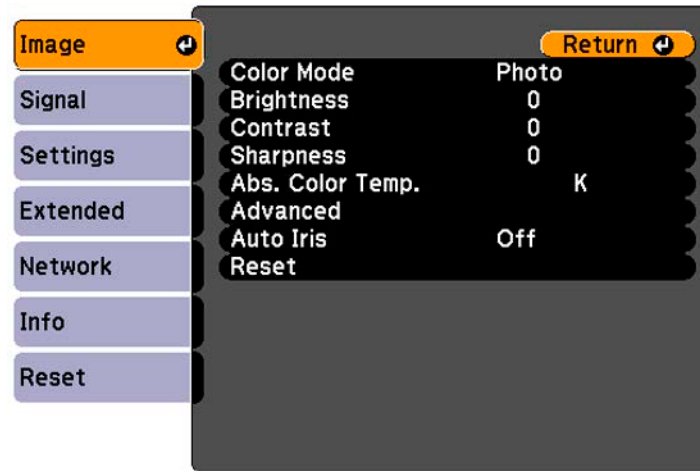 Image
Signal
Settings
Extended
Network
Info
Reset
Return
Color Mode Photo
Brightness 0
Contrast 0
Sharpness 0
Abs. Color Temp. K
Advanced
Auto Iris Off
Reset